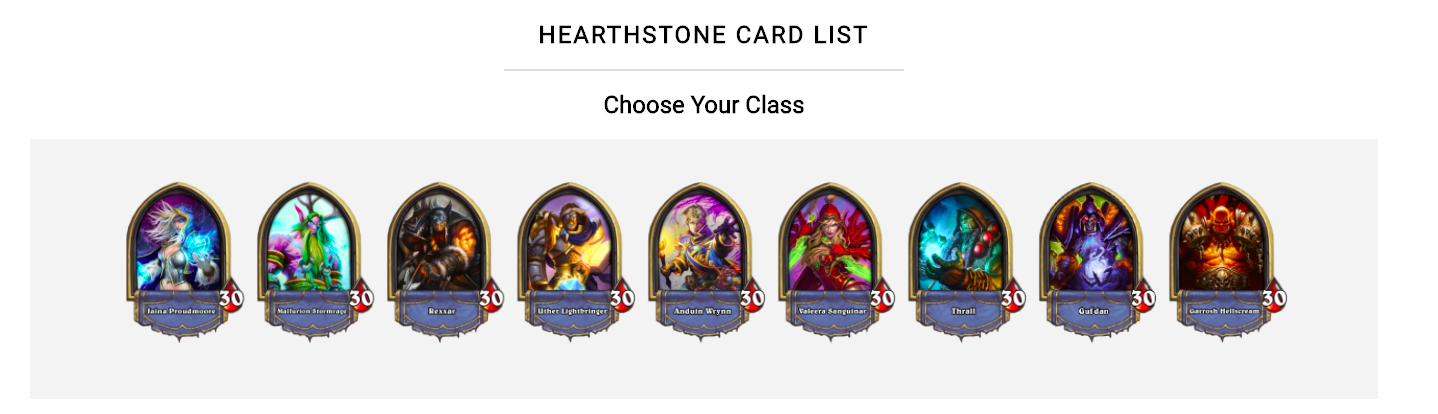 HEARTHSTONE CARD LIST
Choose Your Class
30 30 30 30 30 30 30 30 30
Jaina Proudmoore Malfurion Stormrage Rexxar Uther Lightbringer Anduin Wrynn Valeera Sanguinar Thrall Gul'dan Garrosh Hellscream